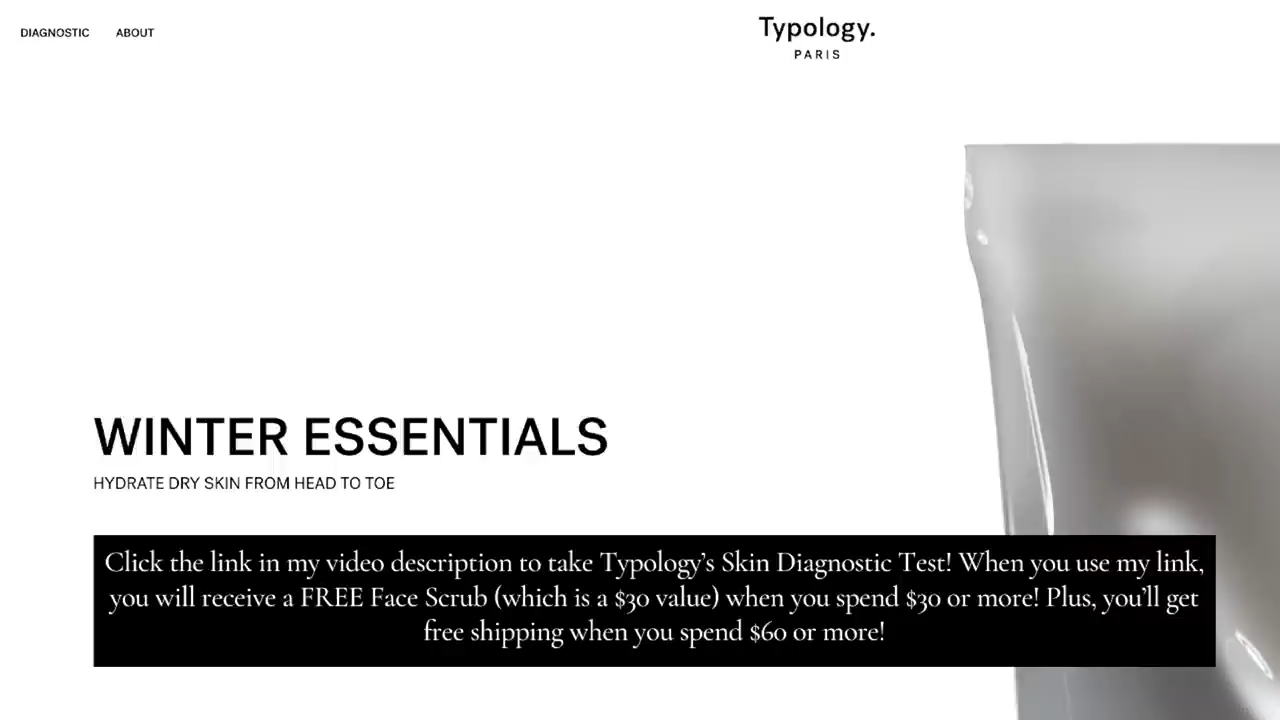 DIAGNOSTIC ABOUT
Typology.
PARIS
WINTER ESSENTIALS
HYDRATE DRY SKIN FROM HEAD TO TOE
Click the link in my video description to take Typology’s Skin Diagnostic Test! When you use my link,
you will receive a FREE Face Scrub (which is a $30 value) when you spend $30 or more! Plus, you’ll get
free shipping when you spend $60 or more!